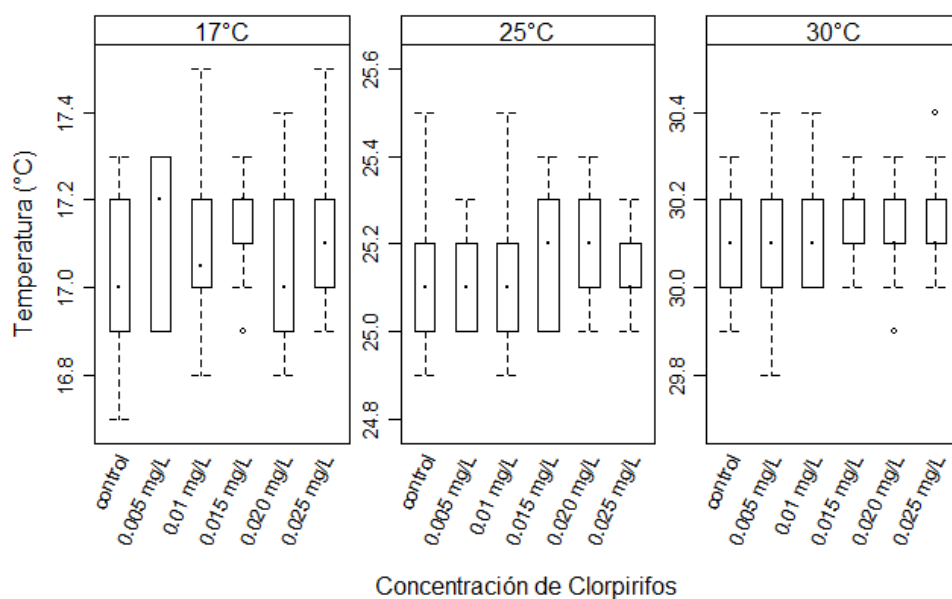 17°C
25°C
30°C
Temperatura (°C)
17.4
17.2
17.0
16.8
25.6
25.4
25.2
25.0
24.8
30.4
30.2
30.0
29.8
control
0.005 mg/L
0.01 mg/L
0.015 mg/L
0.020 mg/L
0.025 mg/L
control
0.005 mg/L
0.01 mg/L
0.015 mg/L
0.020 mg/L
0.025 mg/L
control
0.005 mg/L
0.01 mg/L
0.015 mg/L
0.020 mg/L
0.025 mg/L
Concentración de Clorpirifos